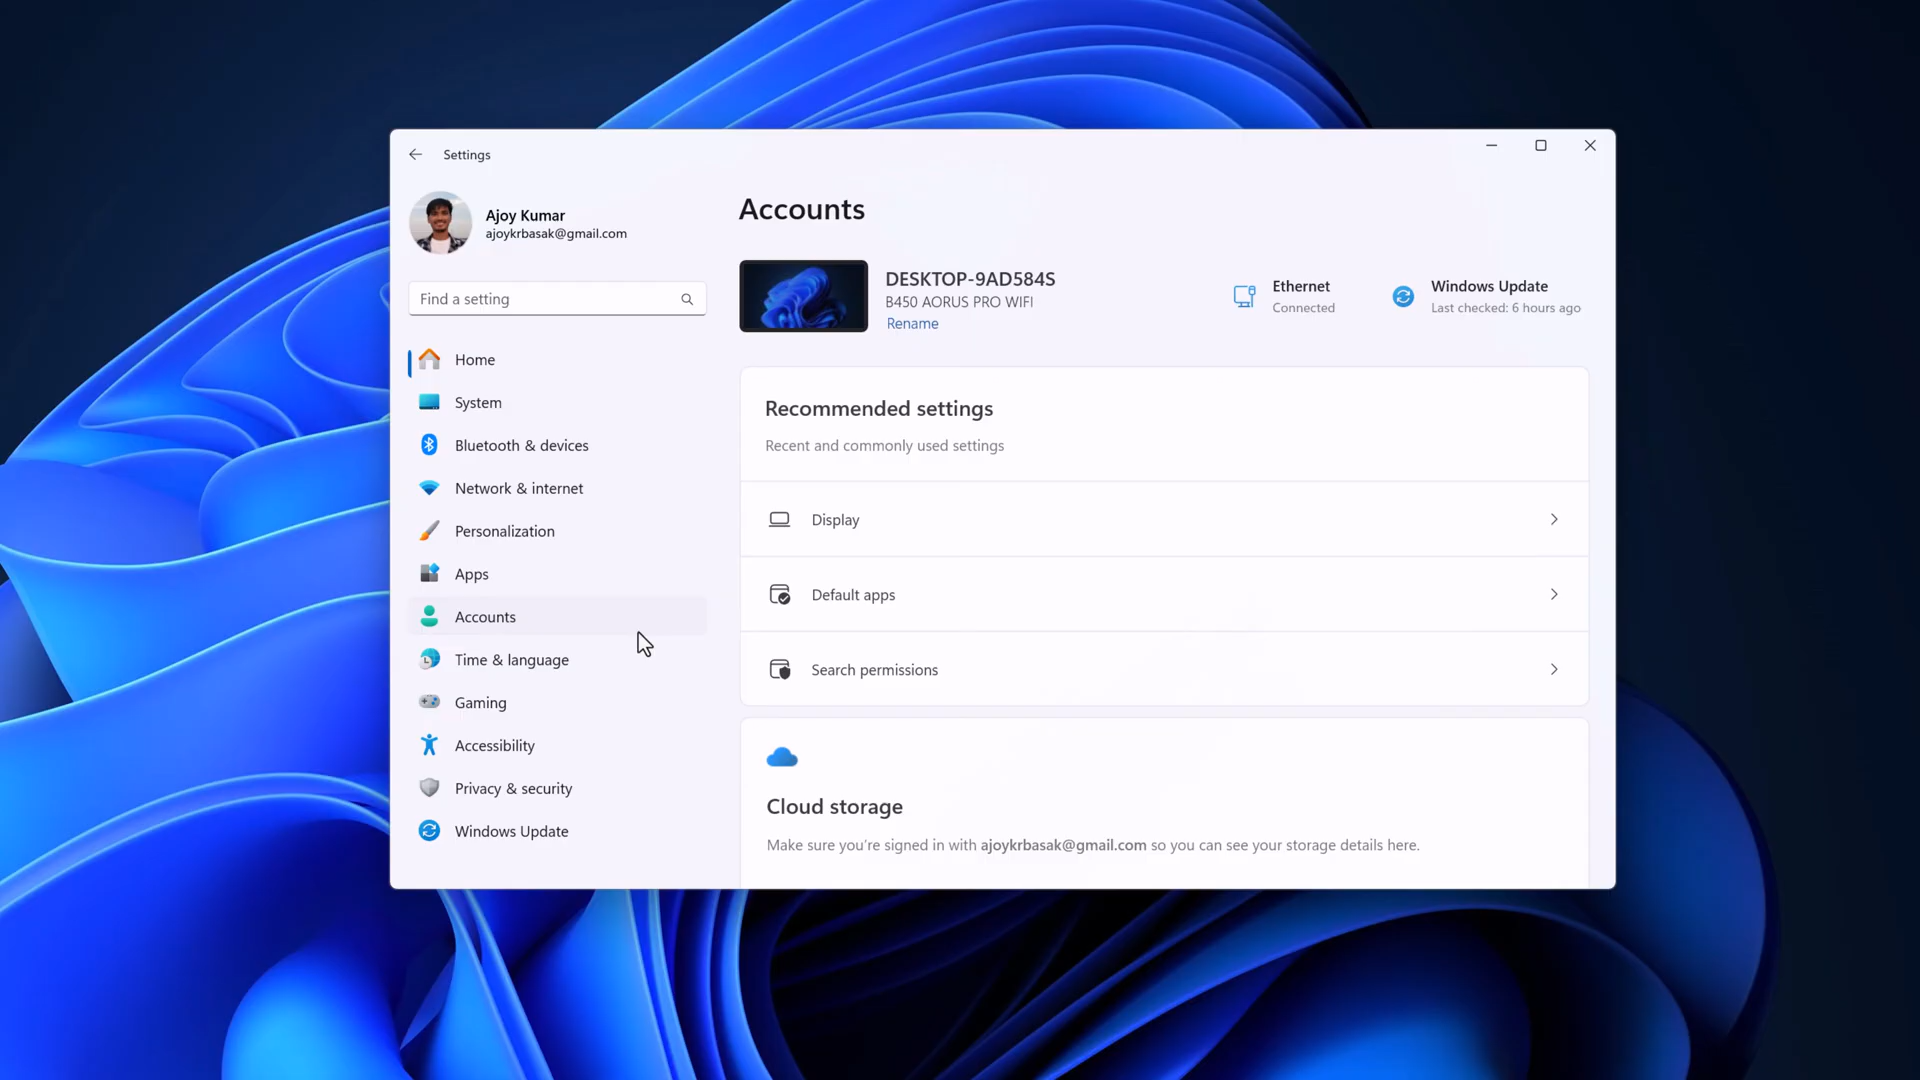 Settings
Ajoy Kumar
ajoykrbasak@gmail.com
Find a setting
Home
System
Bluetooth & devices
Network & internet
Personalization
Apps
Accounts
Time & language
Gaming
Accessibility
Privacy & security
Windows Update
Accounts
DESKTOP-9AD584S
B450 AORUS PRO WIFI
Rename
Ethernet
Connected
Windows Update
Last checked: 6 hours ago
Recommended settings
Recent and commonly used settings
Display
Default apps
Search permissions
Cloud storage
Make sure you're signed in with ajoykrbasak@gmail.com so you can see your storage details here.